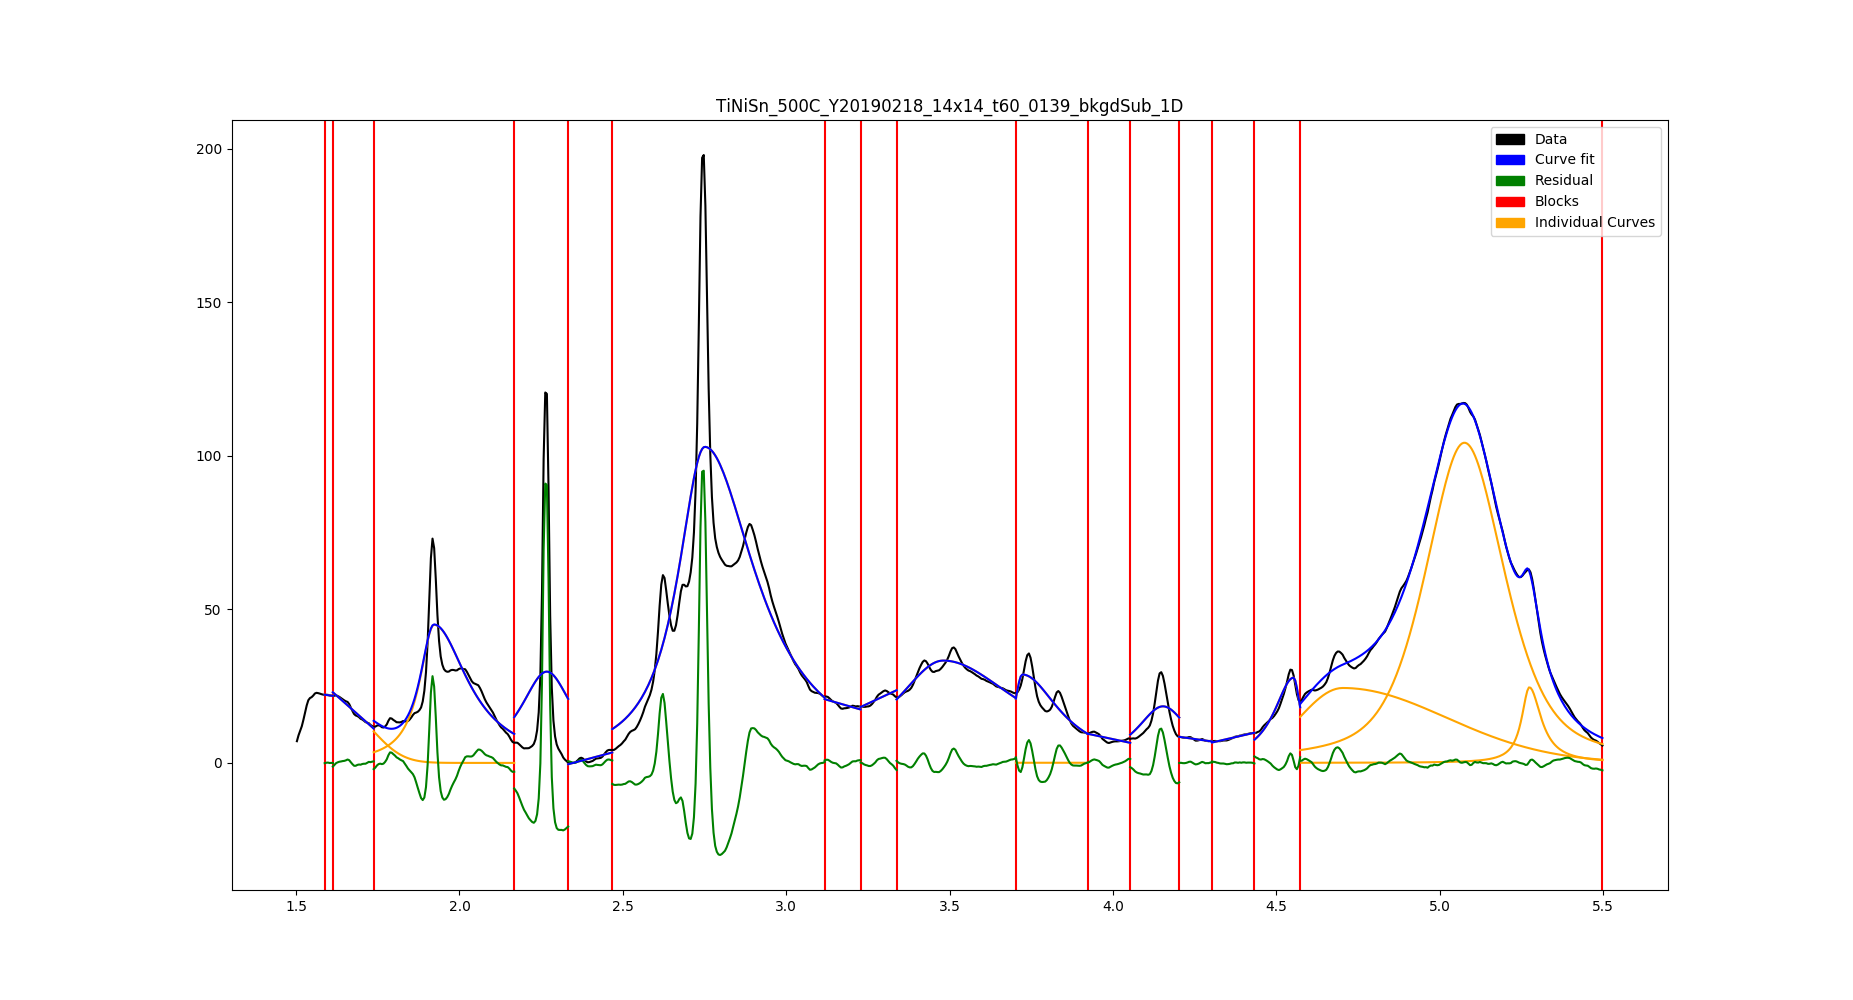 TiNiSn_500C_Y20190218_14x14_t60_0139_bkgdSub_1D
Data
Curve fit
Residual
Blocks
Individual Curves
200
150
100
50
0
1.5 2.0 2.5 3.0 3.5 4.0 4.5 5.0 5.5